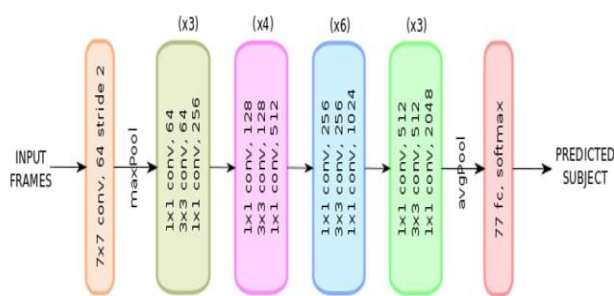 (x3)
(x4)
(x6)
(x3)
INPUT
FRAMES
7x7 conv, 64 stride 2
maxPool
1x1 conv, 64
3x3 conv, 64
1x1 conv, 256
1x1 conv, 128
3x3 conv, 128
1x1 conv, 512
1x1 conv, 256
3x3 conv, 256
1x1 conv, 1024
1x1 conv, 512
3x3 conv, 512
1x1 conv, 2048
avgPool
77 fc, softmax
PREDICTED
SUBJECT